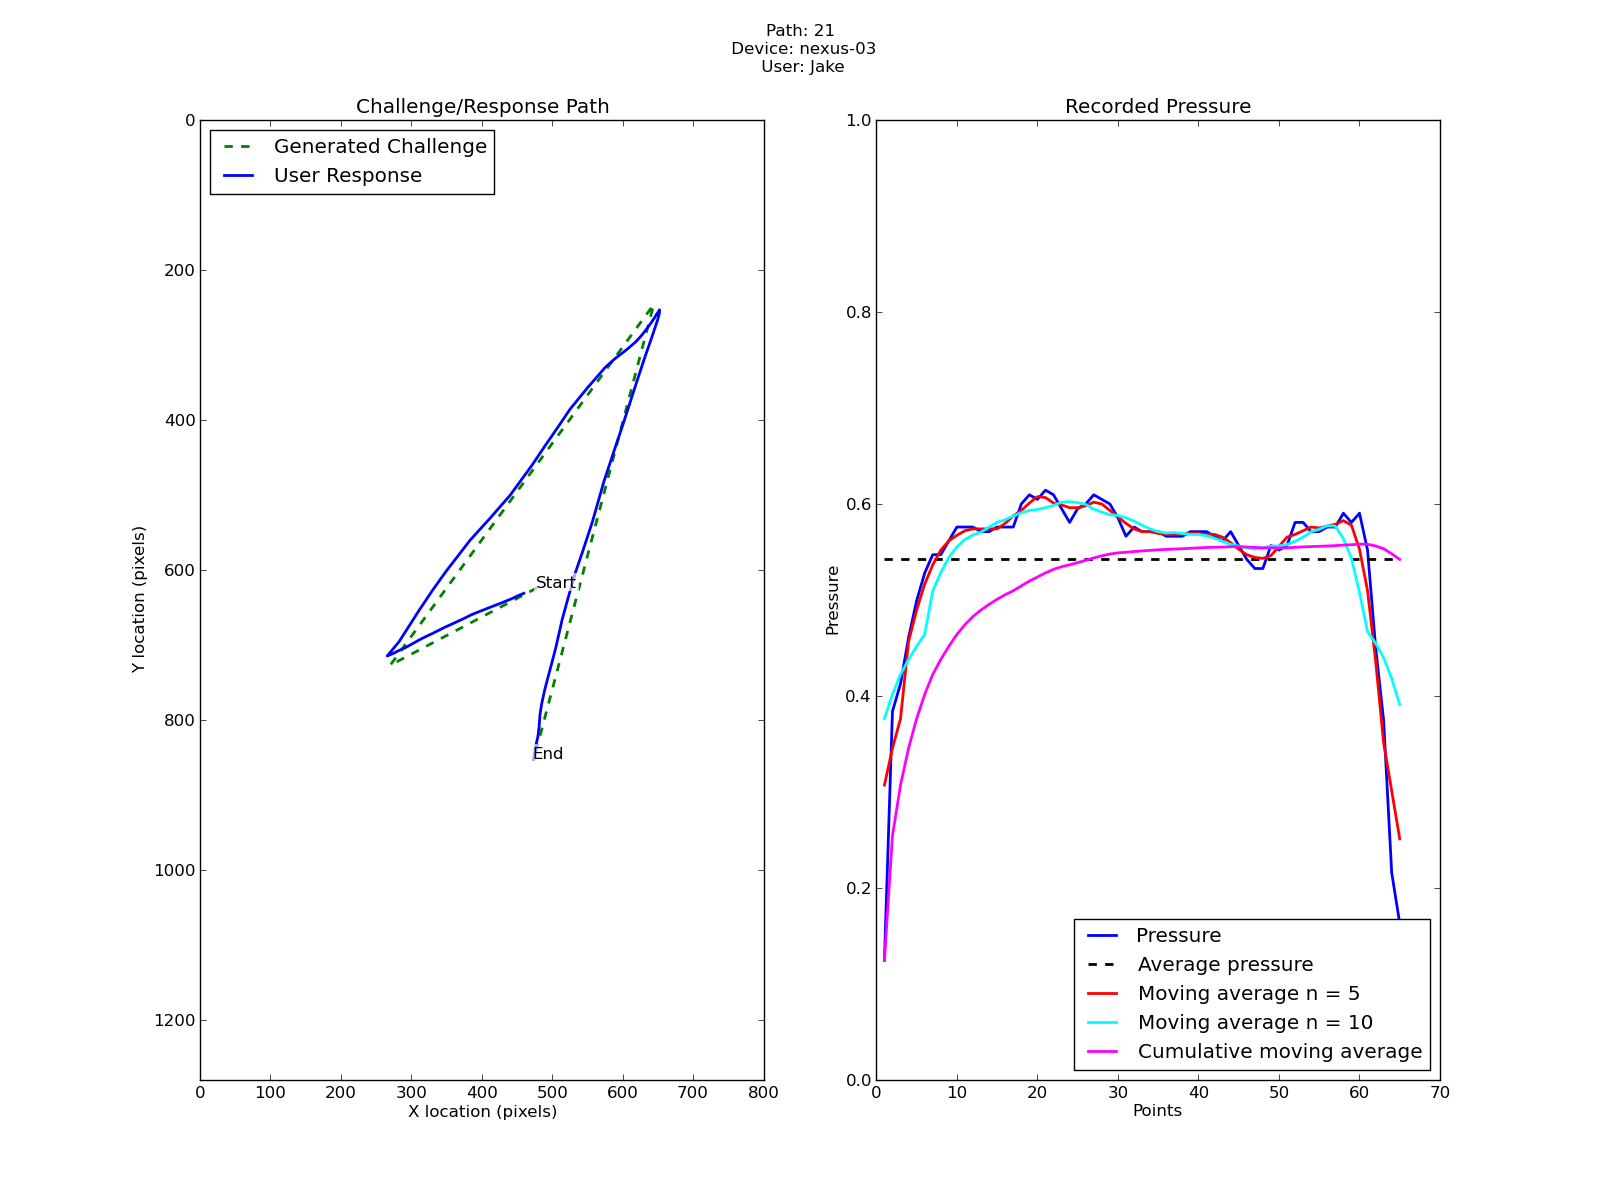 Path: 21
Device: nexus-03
User: Jake
Challenge/Response Path
Generated Challenge
User Response
0
200
400
600
800
1000
1200
Y location (pixels)
Start
End
0 100 200 300 400 500 600 700 800
X location (pixels)
Recorded Pressure
1.0
0.8
0.6
0.4
0.2
0.0
Pressure
Pressure
Average pressure
Moving average n = 5
Moving average n = 10
Cumulative moving average
0 10 20 30 40 50 60 70
Points